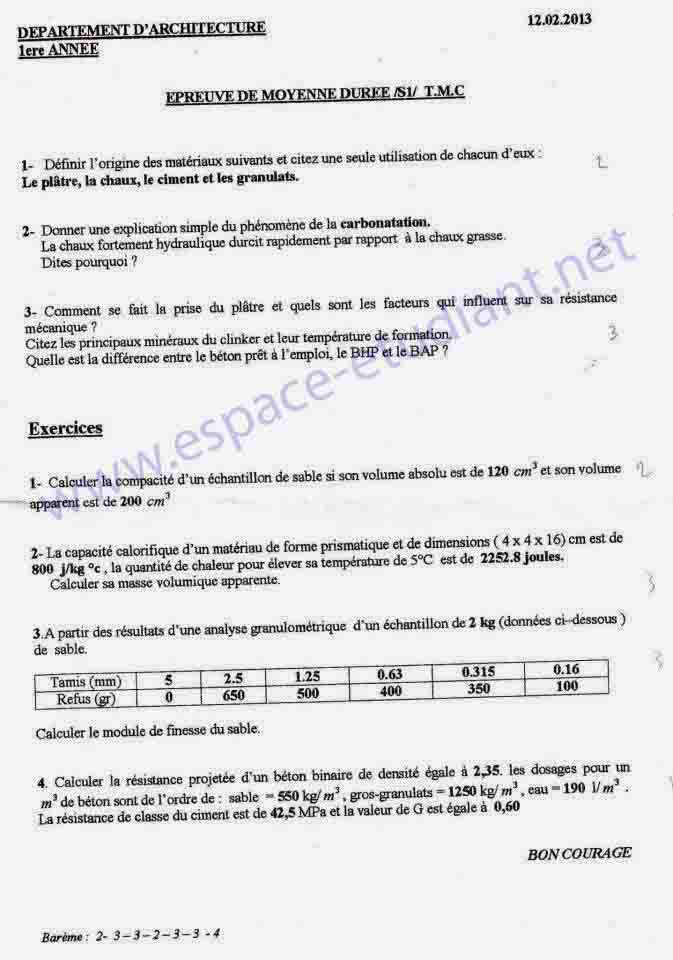 DEPARTEMENT D'ARCHITECTURE
12.02.2013
1ere ANNEE
EPREUVE DE MOYENNE DUREE /S1/ T.M.C
1- Définir l'origine des matériaux suivants et citez une seule utilisation de chacun d'eux :
2
Le plâtre, la chaux, le ciment et les granulats.
2- Donner une explication simple du phénomène de la carbonatation.
La chaux fortement hydraulique durcit rapidement par rapport à la chaux grasse.
3
Dites pourquoi ?
3- Comment se fait la prise du plâtre et quels sont les facteurs qui influent sur sa résistance
mécanique ?
3
Citez les principaux minéraux du clinker et leur température de formation.
Quelle est la différence entre le béton prêt à l'emploi, le BHP et le BAP ?
www.espace-etudiant.net
Exercices
1- Calculer la compacité d'un échantillon de sable si son volume absolu est de 120 cm³ et son volume
2
apparent est de 200 cm³
2- La capacité calorifique d'un matériau de forme prismatique et de dimensions ( 4 x 4 x 16) cm est de
800 j/kg °c , la quantité de chaleur pour élever sa température de 5°C est de 2252.8 joules.
Calculer sa masse volumique apparente.
3
3.A partir des résultats d'une analyse granulométrique d'un échantillon de 2 kg (données ci--dessous )
3
de sable.
Tamis (mm) 5 2.5 1.25 0.63 0.315 0.16
Refus (gr) 0 650 500 400 350 100
Calculer le module de finesse du sable.
4. Calculer la résistance projetée d'un béton binaire de densité égale à 2,35. les dosages pour un
m³ de béton sont de l'ordre de : sable = 550 kg/ m³ , gros-granulats = 1250 kg/ m³ , eau = 190 l/ m³ .
La résistance de classe du ciment est de 42,5 MPa et la valeur de G est égale à 0,60
BON COURAGE
Barème : 2- 3 – 3 – 2 – 3 – 3 - 4